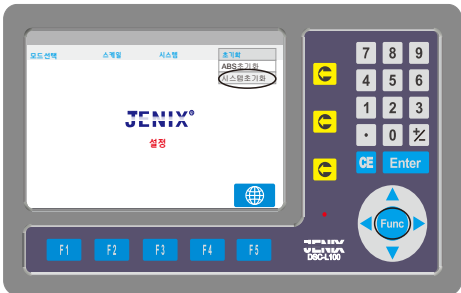 모드선택 스케일 시스템 초기화
ABS초기화
시스템초기화
JENIX®
설정
7 8 9
4 5 6
1 2 3
· 0 +/-
CE Enter
Func
F1 F2 F3 F4 F5
JENIX
DSC-L100